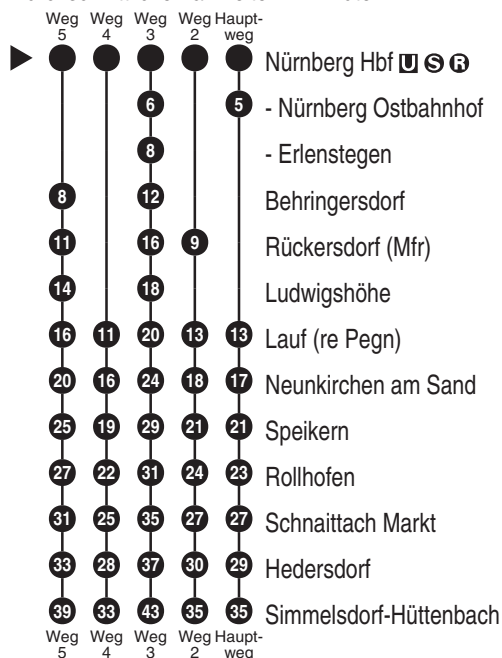 Weg 5 Weg 4 Weg 3 Weg 2 Haupt-weg
Nürnberg Hbf U S R
6 5 - Nürnberg Ostbahnhof
8 - Erlenstegen
8 12 Behringersdorf
11 16 9 Rückersdorf (Mfr)
14 18 Ludwigshöhe
16 11 20 13 13 Lauf (re Pegn)
20 16 24 18 17 Neunkirchen am Sand
25 19 29 21 21 Speikern
27 22 31 24 23 Rollhofen
31 25 35 27 27 Schnaittach Markt
33 28 37 30 29 Hedersdorf
39 33 43 35 35 Simmelsdorf-Hüttenbach
Weg 5 Weg 4 Weg 3 Weg 2 Haupt-weg